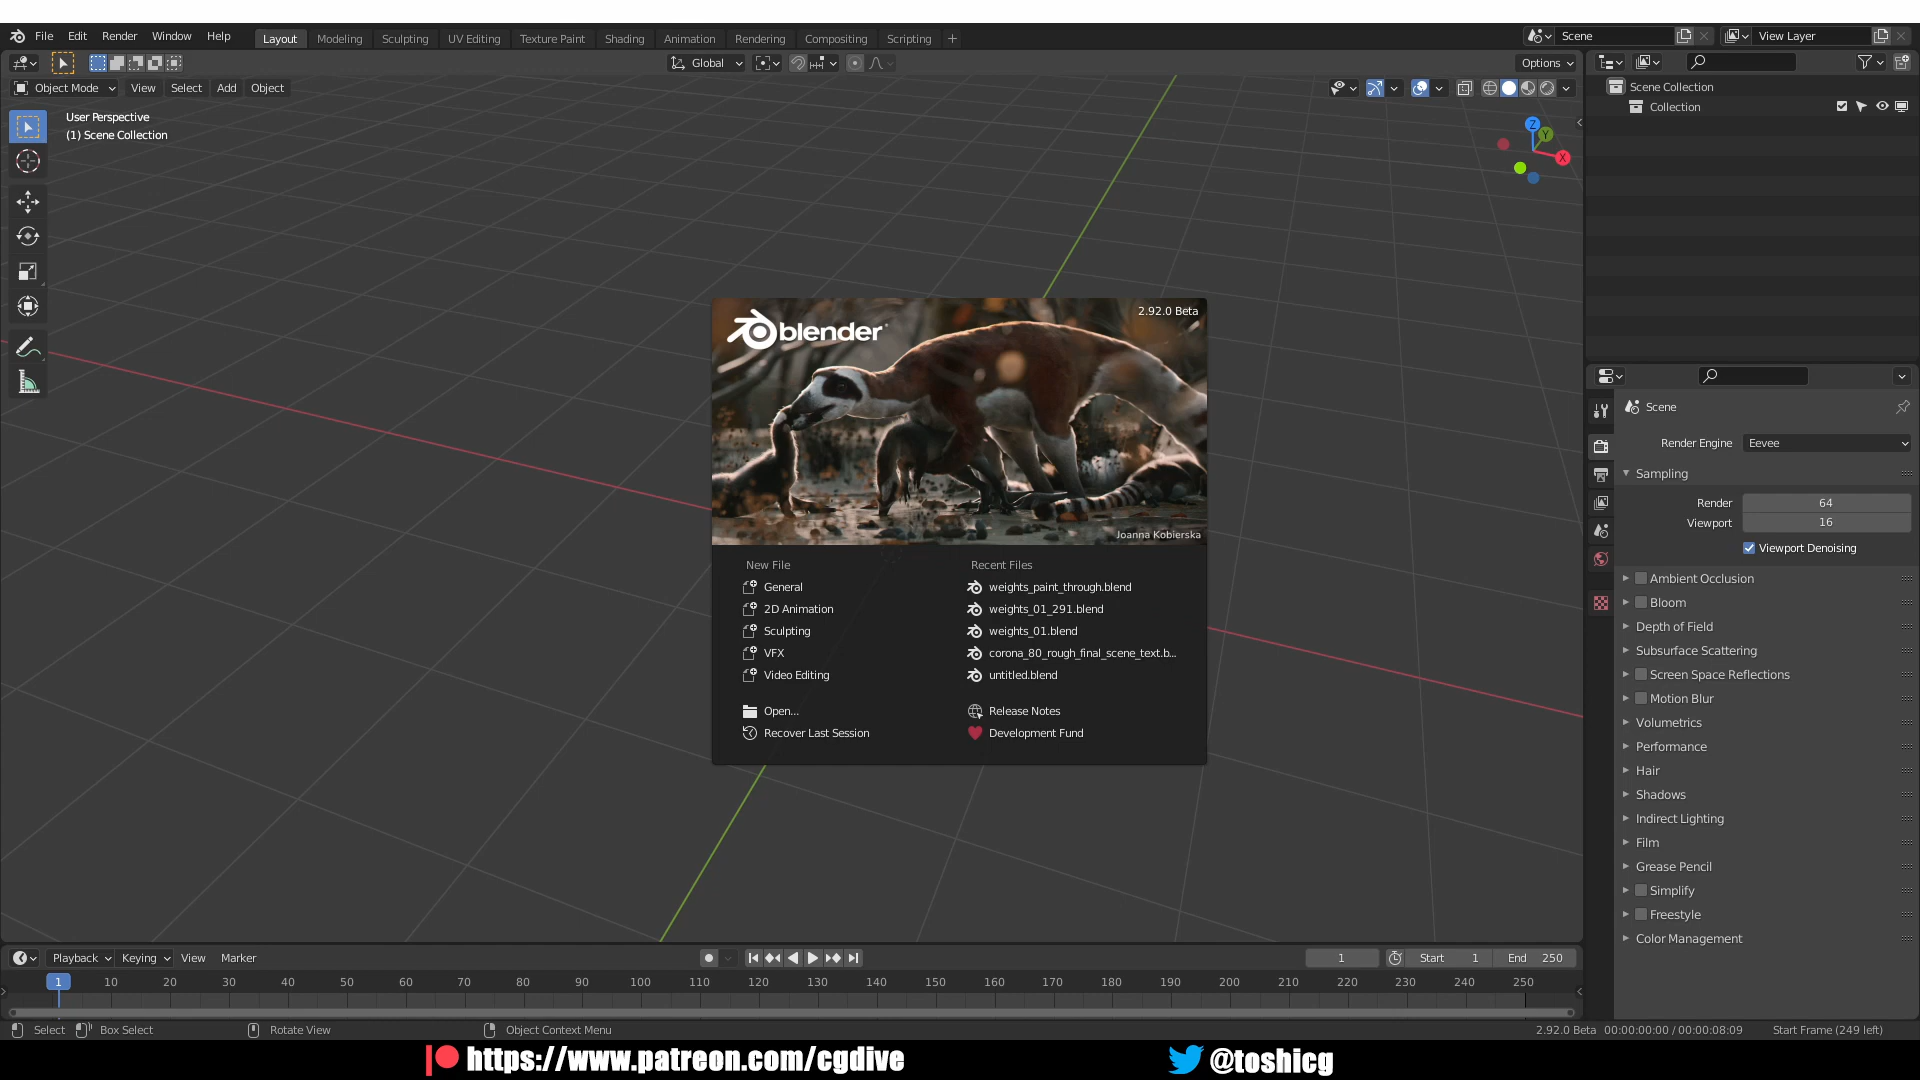 File Edit Render Window Help Layout Modeling Sculpting UV Editing Texture Paint Shading Animation Rendering Compositing Scripting + Scene View Layer
Global Options
Object Mode View Select Add Object
User Perspective
(1) Scene Collection
Z
Y
X
Scene Collection
Collection
blender
2.92.0 Beta
Joanna Kobierska
New File
General
2D Animation
Sculpting
VFX
Video Editing
Open...
Recover Last Session
Recent Files
weights_paint_through.blend
weights_01_291.blend
weights_01.blend
corona_80_rough_final_scene_text.b...
untitled.blend
Release Notes
Development Fund
Scene
Render Engine Eevee
Sampling
Render 64
Viewport 16
Viewport Denoising
Ambient Occlusion
Bloom
Depth of Field
Subsurface Scattering
Screen Space Reflections
Motion Blur
Volumetrics
Performance
Hair
Shadows
Indirect Lighting
Film
Grease Pencil
Simplify
Freestyle
Color Management
Playback Keying View Marker 1 Start 1 End 250
1 10 20 30 40 50 60 70 80 90 100 110 120 130 140 150 160 170 180 190 200 210 220 230 240 250
Select Box Select Rotate View Object Context Menu 2.92.0 Beta 00:00:00:00 / 00:00:08:09 Start Frame (249 left)
https://www.patreon.com/cgdive @toshicg